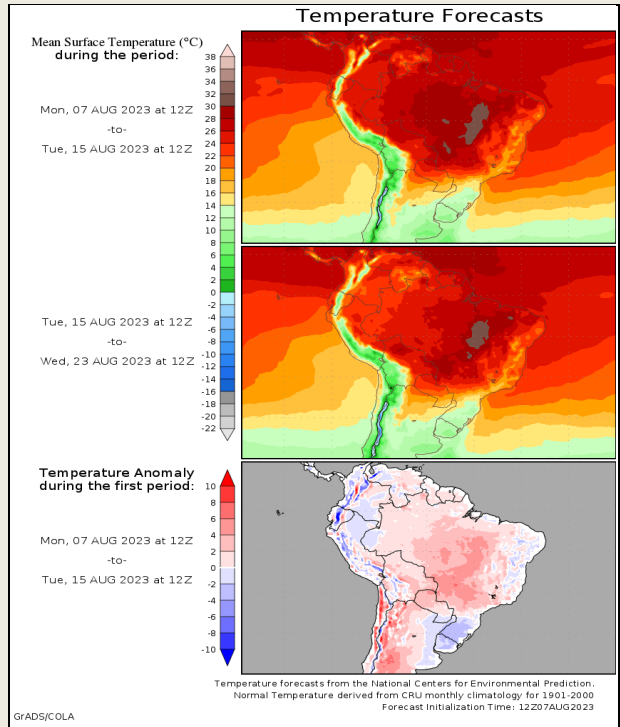 Temperature Forecasts
Mean Surface Temperature (°C)
during the period:
Mon, 07 AUG 2023 at 12Z
-to-
Tue, 15 AUG 2023 at 12Z
38
36
34
32
30
28
26
24
22
20
18
16
14
12
10
8
6
4
2
0
-2
-4
-6
-8
-10
-12
-14
-16
-18
-20
-22
Tue, 15 AUG 2023 at 12Z
-to-
Wed, 23 AUG 2023 at 12Z
Temperature Anomaly
during the first period:
Mon, 07 AUG 2023 at 12Z
-to-
Tue, 15 AUG 2023 at 12Z
10
8
6
4
2
0
-2
-4
-6
-8
-10
Temperature forecasts from the National Centers for Environmental Prediction.
Normal Temperature derived from CRU monthly climatology for 1901-2000
Forecast Initialization Time: 12Z07AUG2023
GrADS/COLA